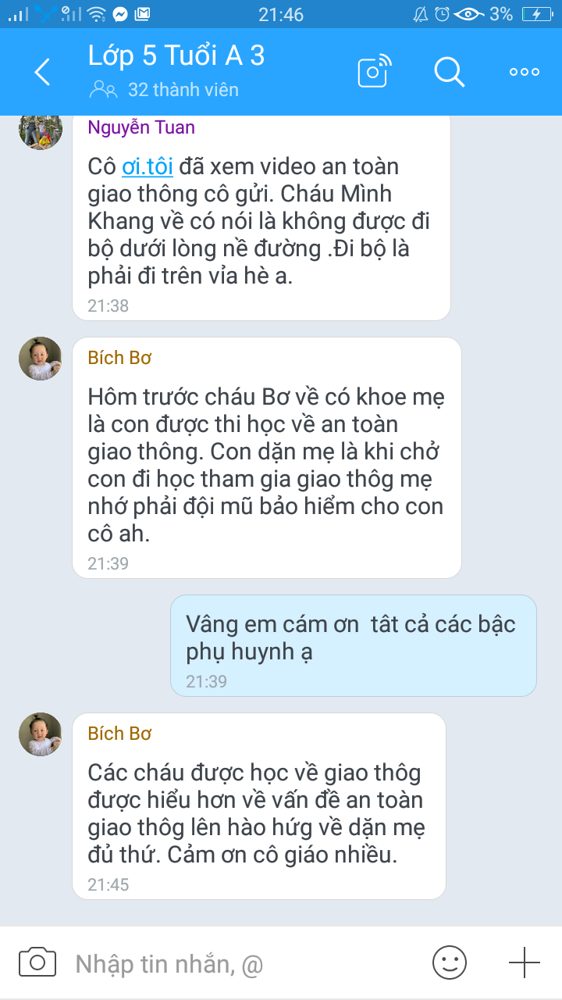 21:46
3%
Lớp 5 Tuổi A 3
32 thành viên
Nguyễn Tuan
Cô ơi.tôi đã xem video an toàn
giao thông cô gửi. Cháu Mình
Khang về có nói là không được đi
bộ dưới lòng nề đường .Đi bộ là
phải đi trên vỉa hè a.
21:38
Bích Bơ
Hôm trước cháu Bơ về có khoe mẹ
là con được thi học về an toàn
giao thông. Con dặn mẹ là khi chở
con đi học tham gia giao thôg mẹ
nhớ phải đội mũ bảo hiểm cho con
cô ah.
21:39
Vâng em cám ơn  tât cả các bậc
phụ huynh ạ
21:39
Bích Bơ
Các cháu được học về giao thôg
được hiểu hơn về vấn đề an toàn
giao thôg lên hào hứg về dặn mẹ
đủ thứ. Cảm ơn cô giáo nhiều.
21:45
Nhập tin nhắn, @